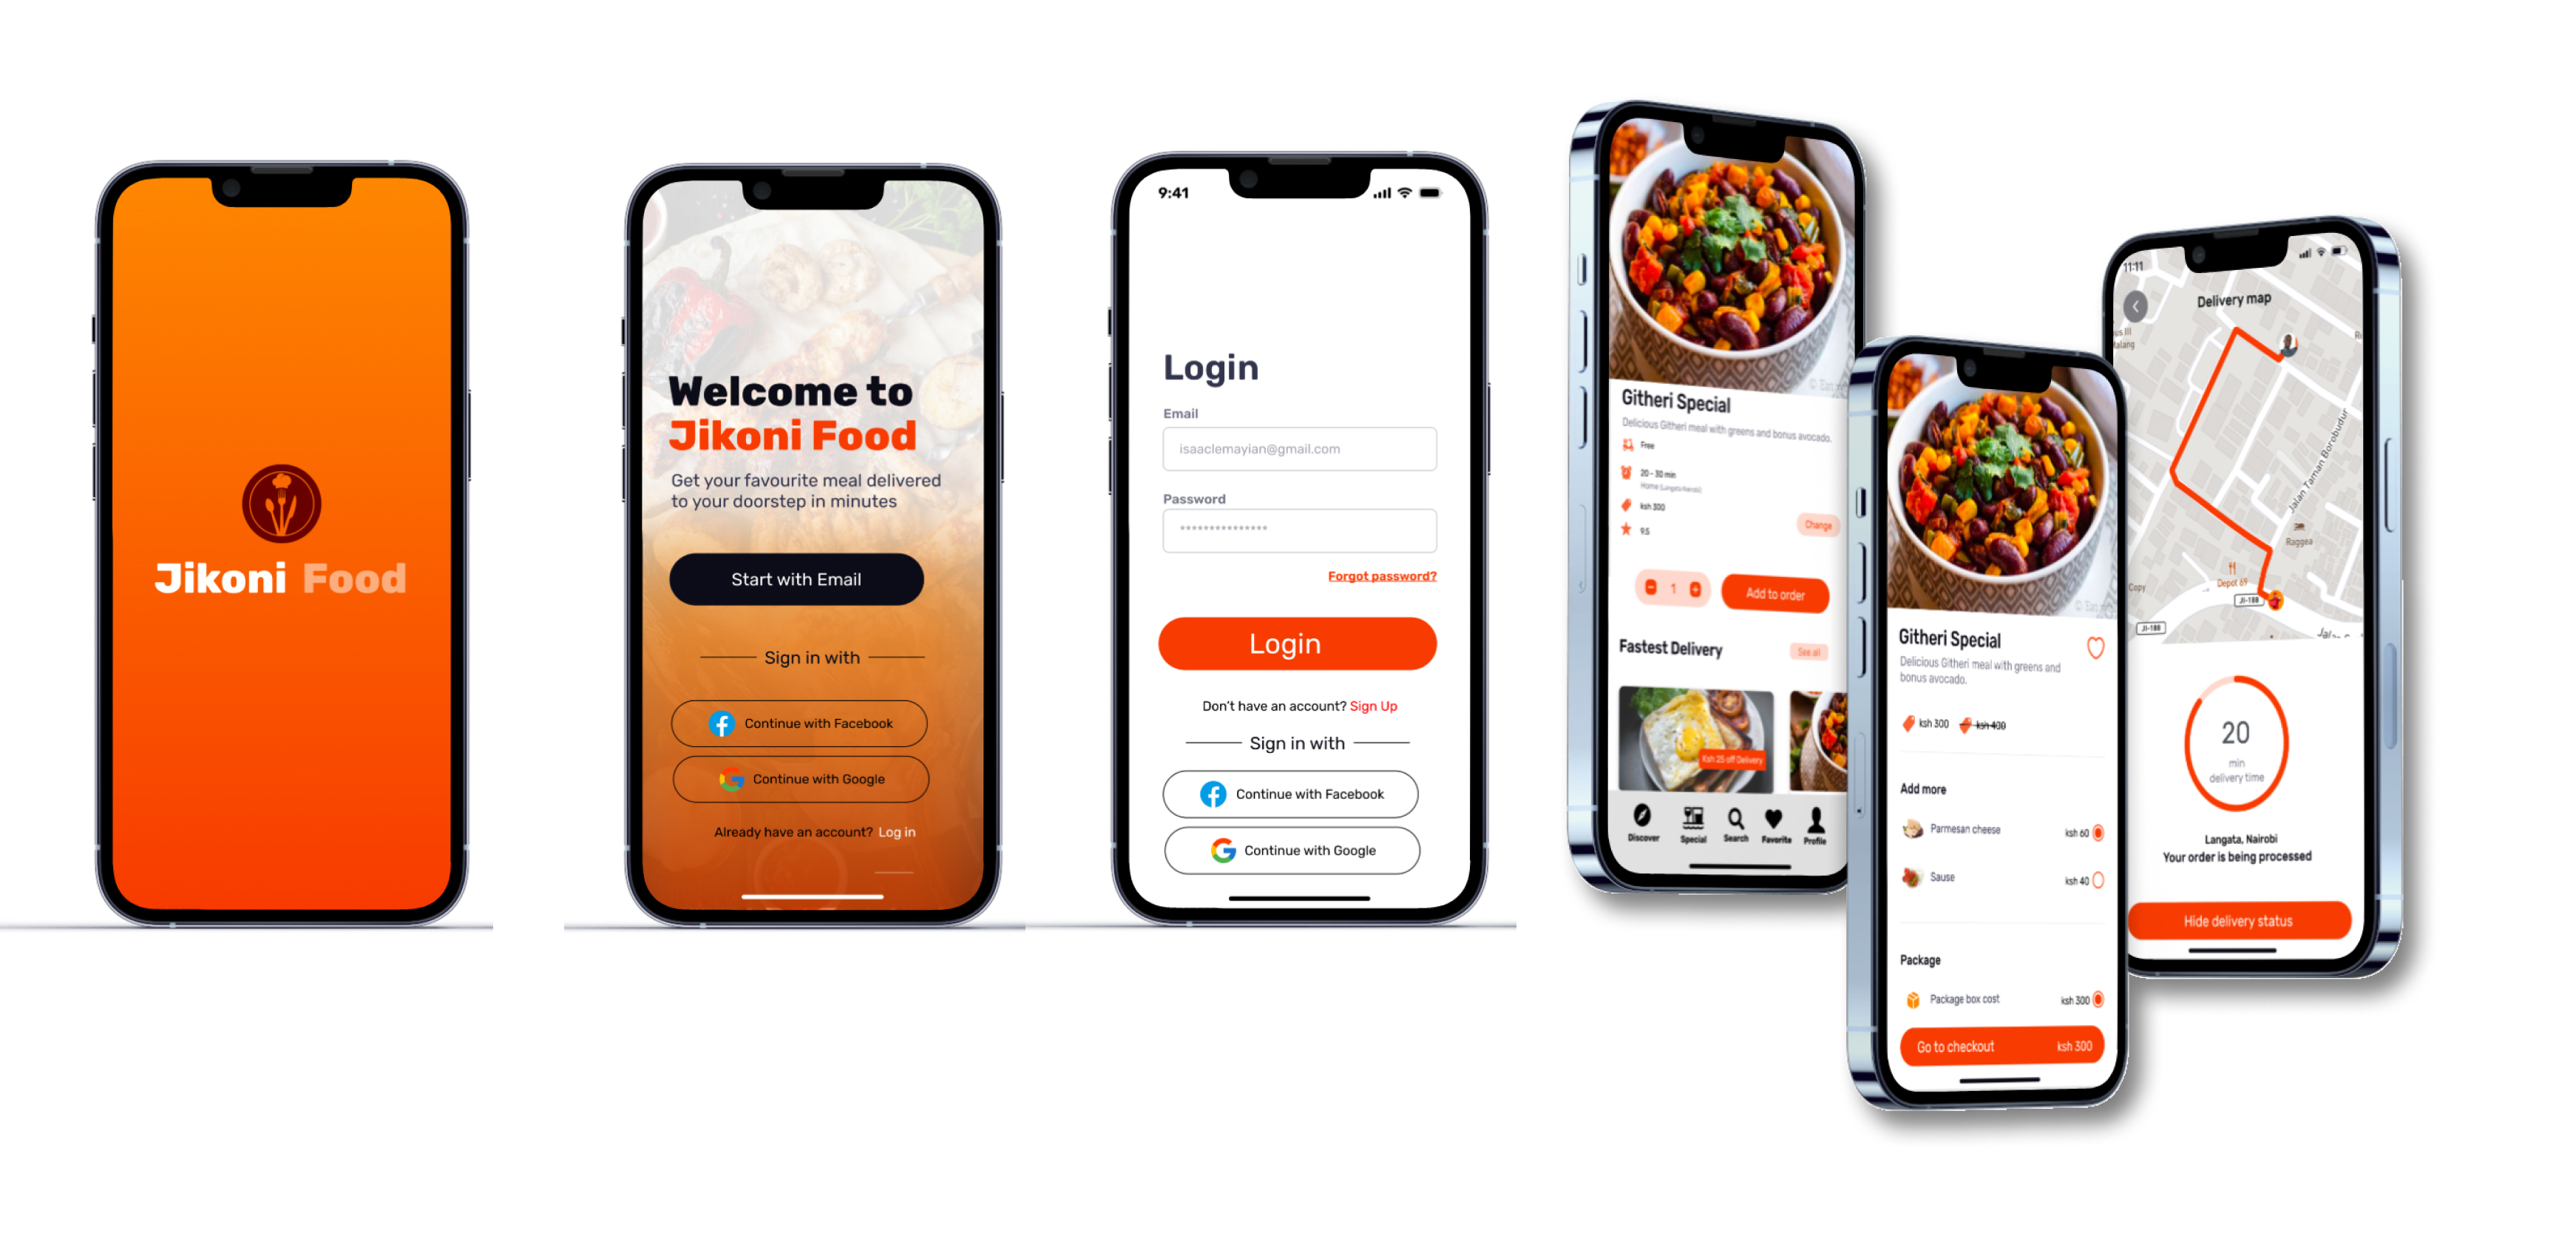 Jikoni Food
Welcome to
Jikoni Food
Get your favourite meal delivered
to your doorstep in minutes
Start with Email
Sign in with
Continue with Facebook
Continue with Google
Already have an account? Log in
9:41
Login
Email
isaaclemayian@gmail.com
Password
***************
Forgot password?
Login
Don't have an account? Sign Up
Sign in with
Continue with Facebook
Continue with Google
Githeri Special
Delicious Githeri meal with greens and bonus avocado.
Free
20 - 30 min
Home (Langata Nairobi)
ksh 300
9.5
Change
1
Add to order
Fastest Delivery
See all
Ksh 25 off Delivery
Discover
Special
Search
Favorite
Profile
Githeri Special
Delicious Githeri meal with greens and
bonus avocado.
ksh 300 ksh 400
Add more
Parmesan cheese ksh 60
Sause ksh 40
Package
Package box cost ksh 300
Go to checkout ksh 300
11:11
Delivery map
Jalan Taman Borobudur
Raggea
Depot 69
Copy
Jl-188
Jl-188
20
min
delivery time
Langata, Nairobi
Your order is being processed
Hide delivery status